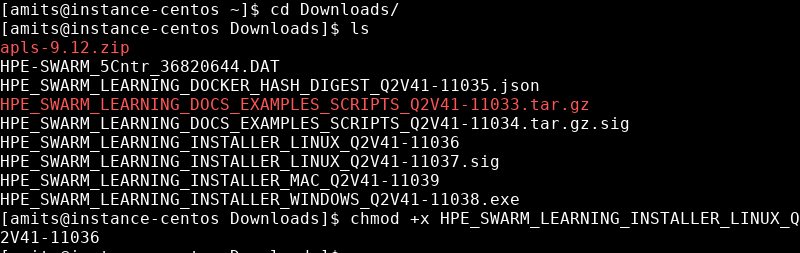 [amits@instance-centos ~]$ cd Downloads/
[amits@instance-centos Downloads]$ ls
apls-9.12.zip
HPE-SWARM_5Cntr_36820644.DAT
HPE_SWARM_LEARNING_DOCKER_HASH_DIGEST_Q2V41-11035.json
HPE_SWARM_LEARNING_DOCS_EXAMPLES_SCRIPTS_Q2V41-11033.tar.gz
HPE_SWARM_LEARNING_DOCS_EXAMPLES_SCRIPTS_Q2V41-11034.tar.gz.sig
HPE_SWARM_LEARNING_INSTALLER_LINUX_Q2V41-11036
HPE_SWARM_LEARNING_INSTALLER_LINUX_Q2V41-11037.sig
HPE_SWARM_LEARNING_INSTALLER_MAC_Q2V41-11039
HPE_SWARM_LEARNING_INSTALLER_WINDOWS_Q2V41-11038.exe
[amits@instance-centos Downloads]$ chmod +x HPE_SWARM_LEARNING_INSTALLER_LINUX_Q
2V41-11036